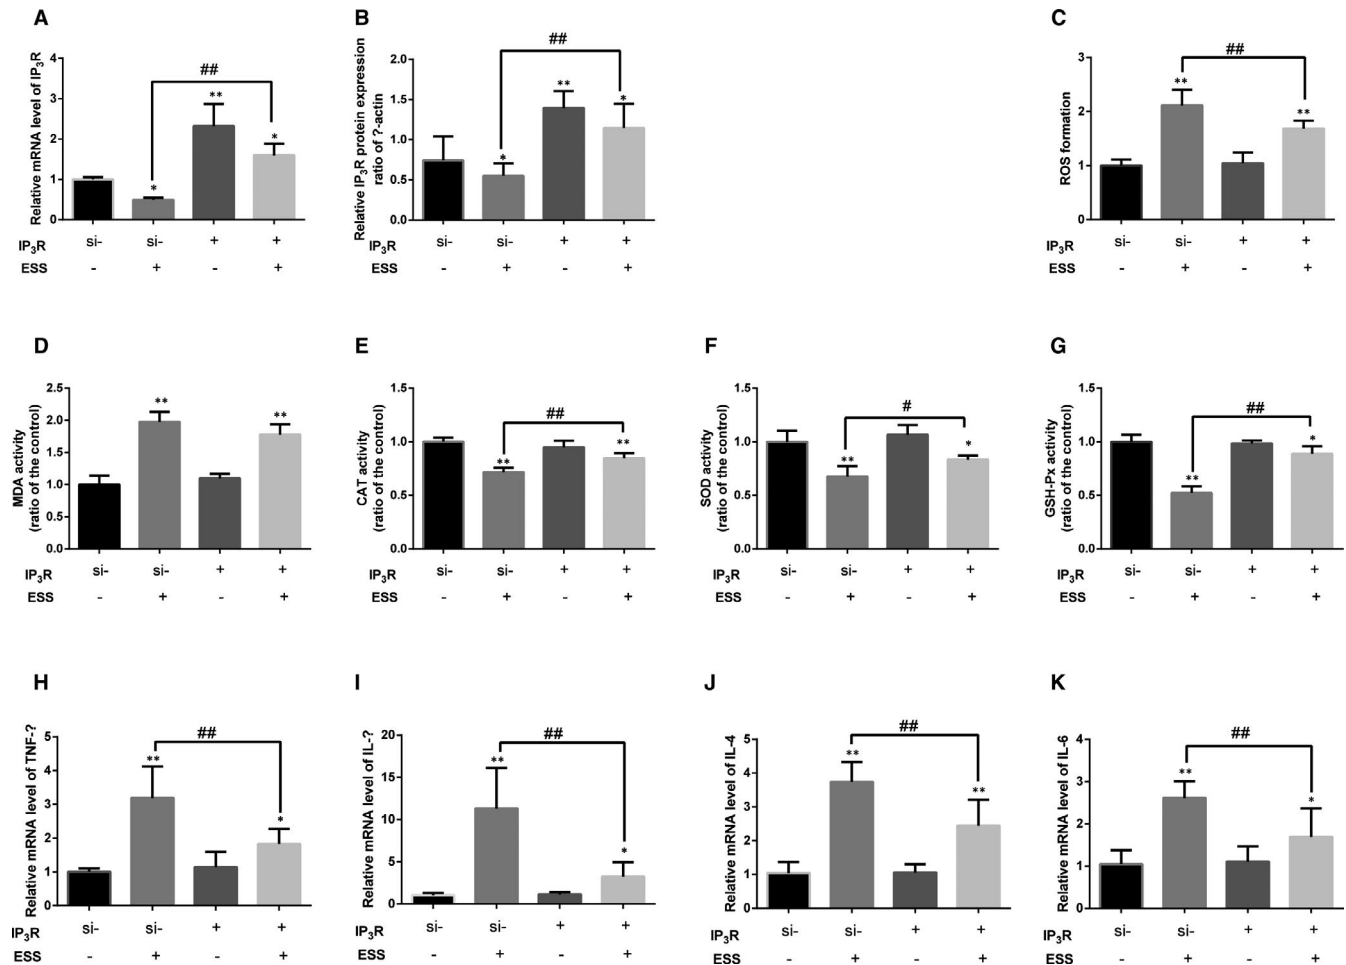 A
Relative mRNA level of IP3R
4
3
2
1
0
##
*
**
*
IP3R si- si- + +
ESS - + - +
B
Relative IP3R protein expression
ratio of ?-actin
2.0
1.5
1.0
0.5
0.0
##
*
**
*
IP3R si- si- + +
ESS - + - +
C
ROS formation
3
2
1
0
##
**
**
IP3R si- si- + +
ESS - + - +
D
MDA activity
(ratio of the control)
2.5
2.0
1.5
1.0
0.5
0.0
**
**
IP3R si- si- + +
ESS - + - +
E
CAT activity
(ratio of the control)
1.5
1.0
0.5
0.0
##
**
**
IP3R si- si- + +
ESS - + - +
F
SOD activity
(ratio of the control)
1.5
1.0
0.5
0.0
#
**
*
IP3R si- si- + +
ESS - + - +
G
GSH-Px activity
(ratio of the control)
1.5
1.0
0.5
0.0
##
**
*
IP3R si- si- + +
ESS - + - +
H
Relative mRNA level of TNF-?
5
4
3
2
1
0
##
**
*
IP3R si- si- + +
ESS - + - +
I
Relative mRNA level of IL-?
20
15
10
5
0
##
**
*
IP3R si- si- + +
ESS - + - +
J
Relative mRNA level of IL-4
5
4
3
2
1
0
##
**
**
IP3R si- si- + +
ESS - + - +
K
Relative mRNA level of IL-6
4
3
2
1
0
##
**
*
IP3R si- si- + +
ESS - + - +